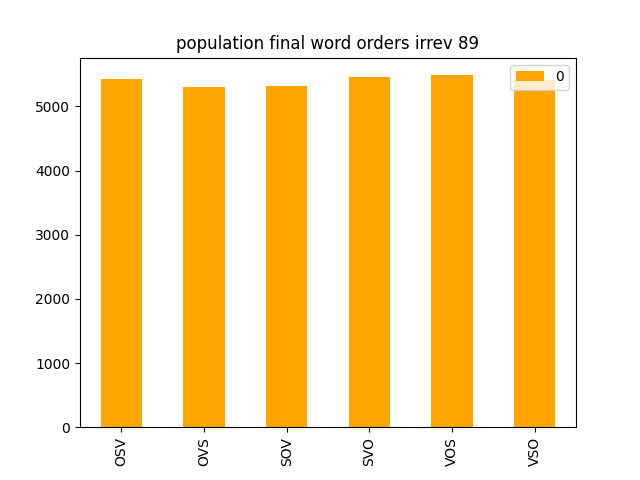 population final word orders irrev 89
0
5000
4000
3000
2000
1000
0
OSV
OVS
SOV
SVO
VOS
VSO